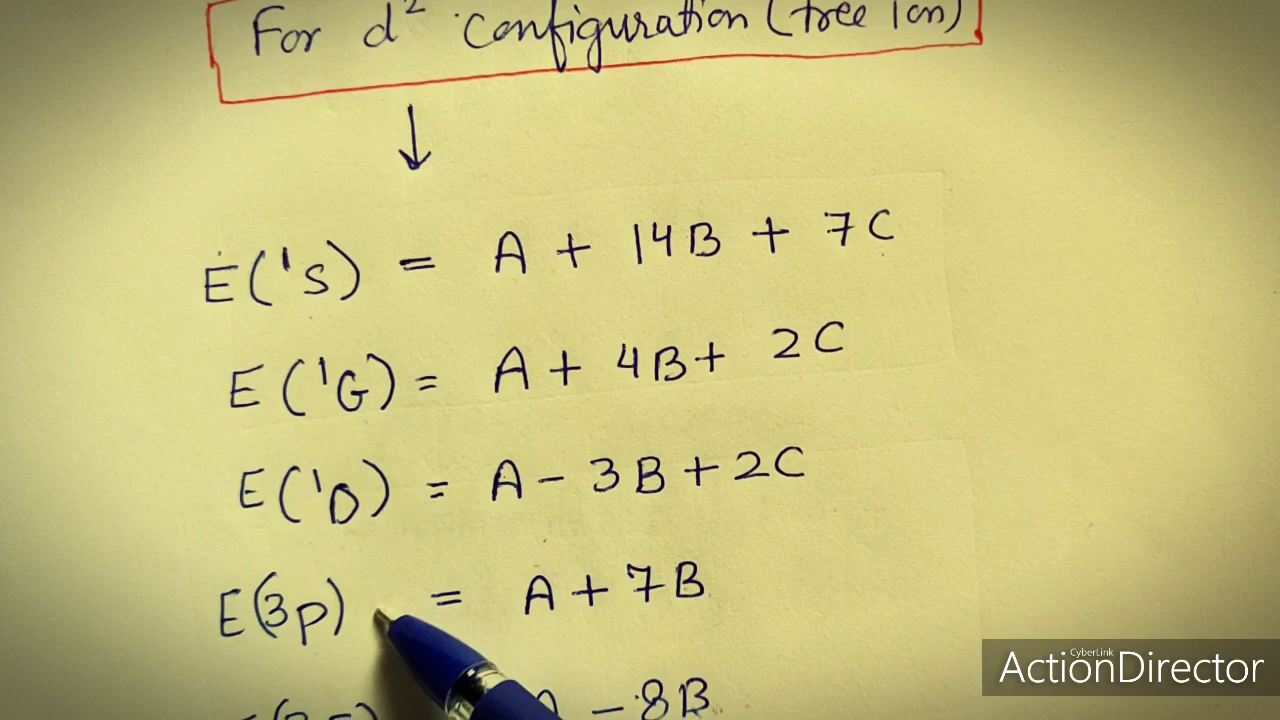 For d² Configuration (free ion)
E(¹S) = A + 14B + 7C
E(¹G) = A + 4B + 2C
E(¹D) = A - 3B + 2C
E(3P) = A + 7B
A - 8B
CyberLink
ActionDirector